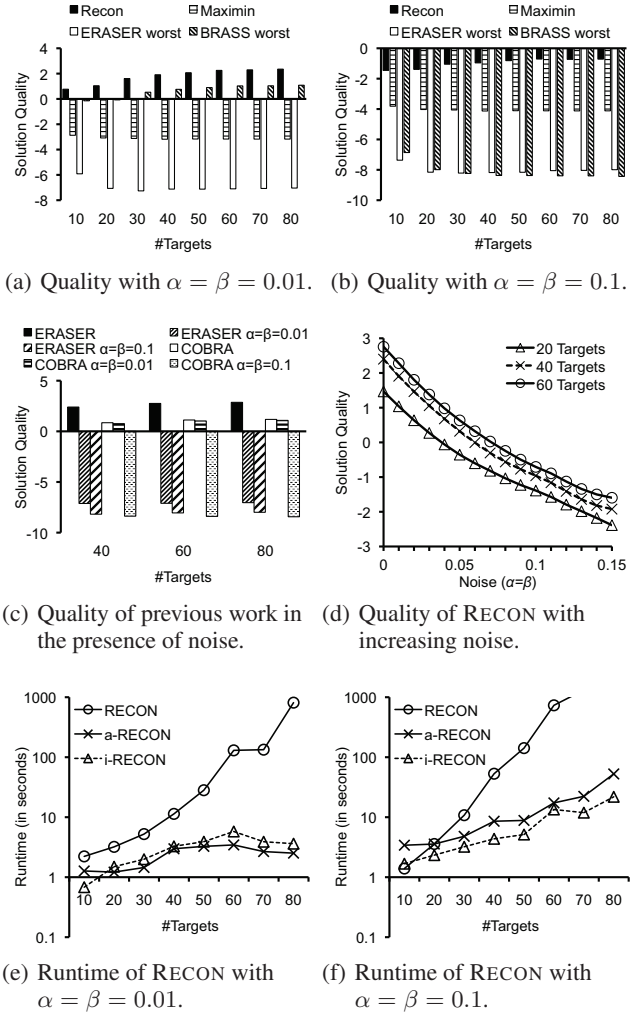 Recon Maximin
ERASER worst BRASS worst
4
2
0
-2
-4
-6
-8
Solution Quality
10 20 30 40 50 60 70 80
#Targets
(a) Quality with α = β = 0.01.
Recon Maximin
ERASER worst BRASS worst
0
-2
-4
-6
-8
-10
Solution Quality
10 20 30 40 50 60 70 80
#Targets
(b) Quality with α = β = 0.1.
ERASER ERASER α=β=0.01
ERASER α=β=0.1 COBRA
COBRA α=β=0.01 COBRA α=β=0.1
5
0
-5
-10
Solution Quality
40 60 80
#Targets
(c) Quality of previous work in
the presence of noise.
3
2
1
0
-1
-2
-3
Solution Quality
20 Targets
40 Targets
60 Targets
0 0.05 0.1 0.15
Noise (α=β)
(d) Quality of RECON with
increasing noise.
1000
100
10
1
0.1
Runtime (in seconds)
RECON
a-RECON
i-RECON
10 20 30 40 50 60 70 80
#Targets
(e) Runtime of RECON with
α = β = 0.01.
1000
100
10
1
0.1
Runtime (in seconds)
RECON
a-RECON
i-RECON
10 20 30 40 50 60 70 80
#Targets
(f) Runtime of RECON with
α = β = 0.1.